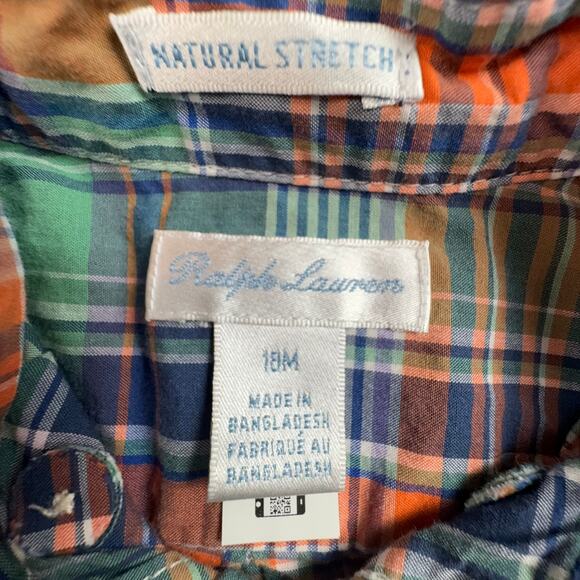 NATURAL STRETCH
Ralph Lauren
18M
MADE IN
BANGLADESH
FABRIQUÉ AU
BANGLADESH